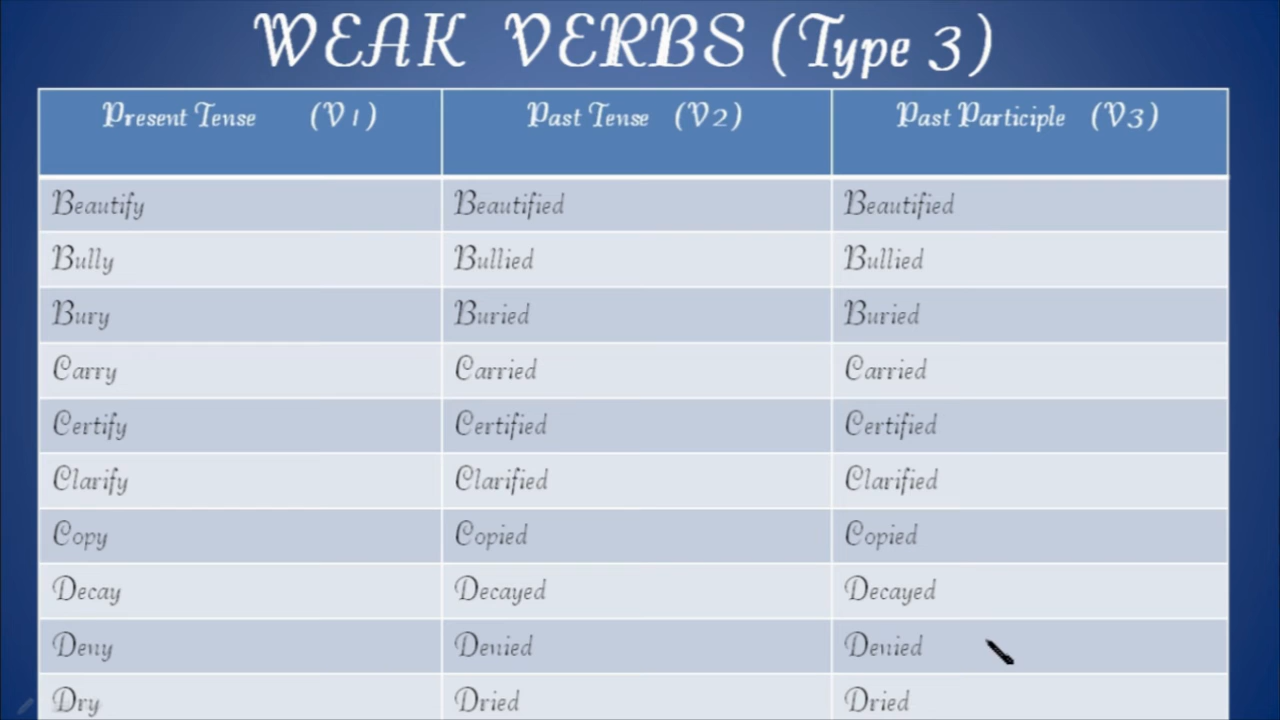 WEAK VERBS (Type 3)
Present Tense (V1) Past Tense (V2) Past Participle (V3)
Beautify Beautified Beautified
Bully Bullied Bullied
Bury Buried Buried
Carry Carried Carried
Certify Certified Certified
Clarify Clarified Clarified
Copy Copied Copied
Decay Decayed Decayed
Deny Denied Denied
Dry Dried Dried